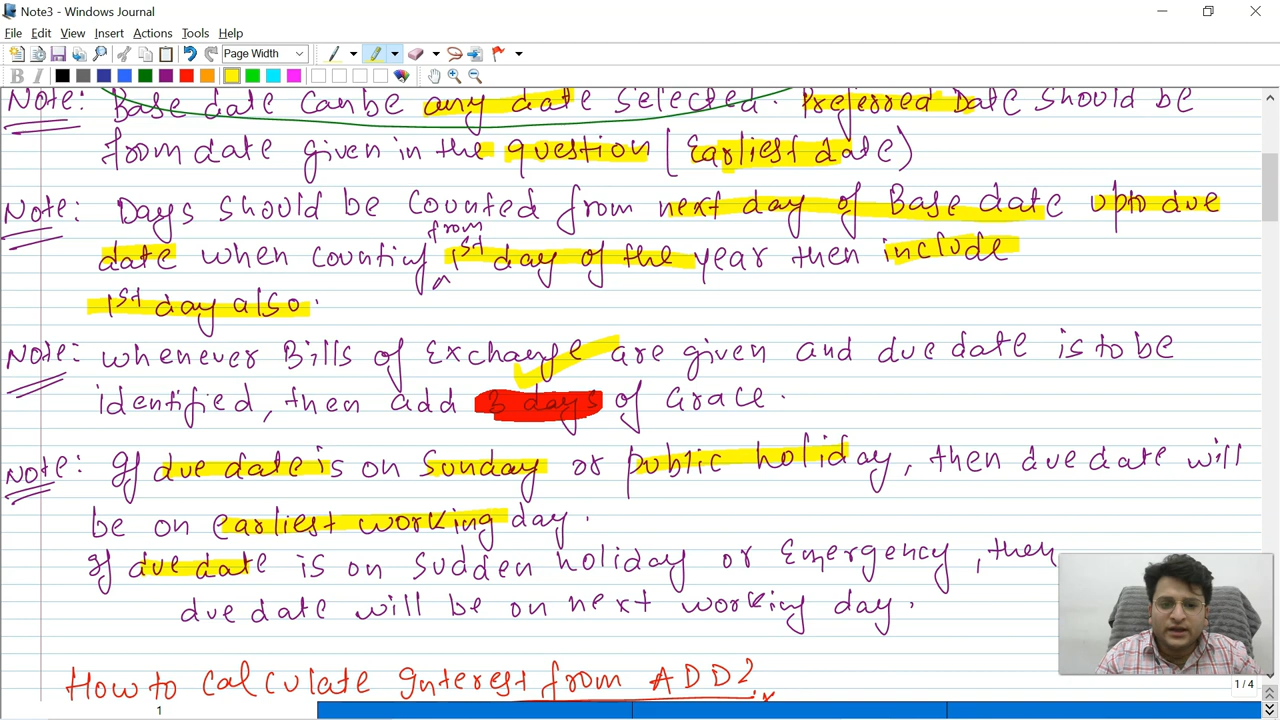 Note3 - Windows Journal
File Edit View Insert Actions Tools Help
Page Width
B I
Note: Base date can be any date selected. Preferred Date should be
from date given in the question (Earliest date)
Note: Days should be counted from next day of Base date upto due
date when counting from 1st day of the year then include
1st day also.
Note: whenever Bills of Exchange are given and due date is to be
identified, then add 3 days of Grace.
Note: If due date is on Sunday or public holiday, then due date will
be on earliest working day.
If due date is on Sudden holiday or Emergency, then
due date will be on next working day.
How to calculate Interest from ADD?
1 / 4
1